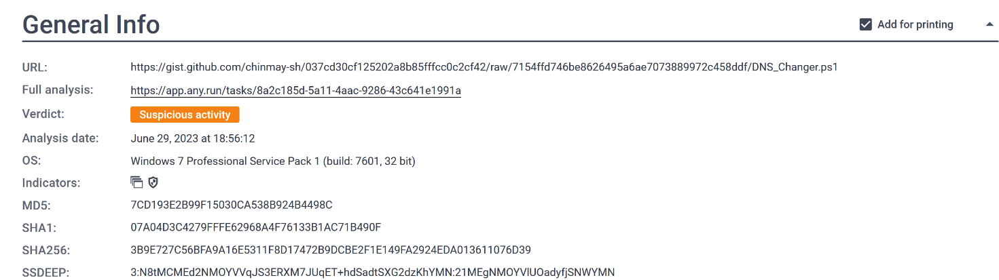 General Info
Add for printing
URL: https://gist.github.com/chinmay-sh/037cd30cf125202a8b85fffcc0c2cf42/raw/7154ffd746be8626495a6ae7073889972c458ddf/DNS_Changer.ps1
Full analysis: https://app.any.run/tasks/8a2c185d-5a11-4aac-9286-43c641e1991a
Verdict: Suspicious activity
Analysis date: June 29, 2023 at 18:56:12
OS: Windows 7 Professional Service Pack 1 (build: 7601, 32 bit)
Indicators:
MD5: 7CD193E2B99F15030CA538B924B4498C
SHA1: 07A04D3C4279FFFE62968A4F76133B1AC71B490F
SHA256: 3B9E727C56BFA9A16E5311F8D17472B9DCBE2F1E149FA2924EDA013611076D39
SSDEEP: 3:N8tMCMEd2NMOYVVqJS3ERXM7JUqET+hdSadtSXG2dzKhYMN:21MEgNMOYVlUOadyfjSNWYMN